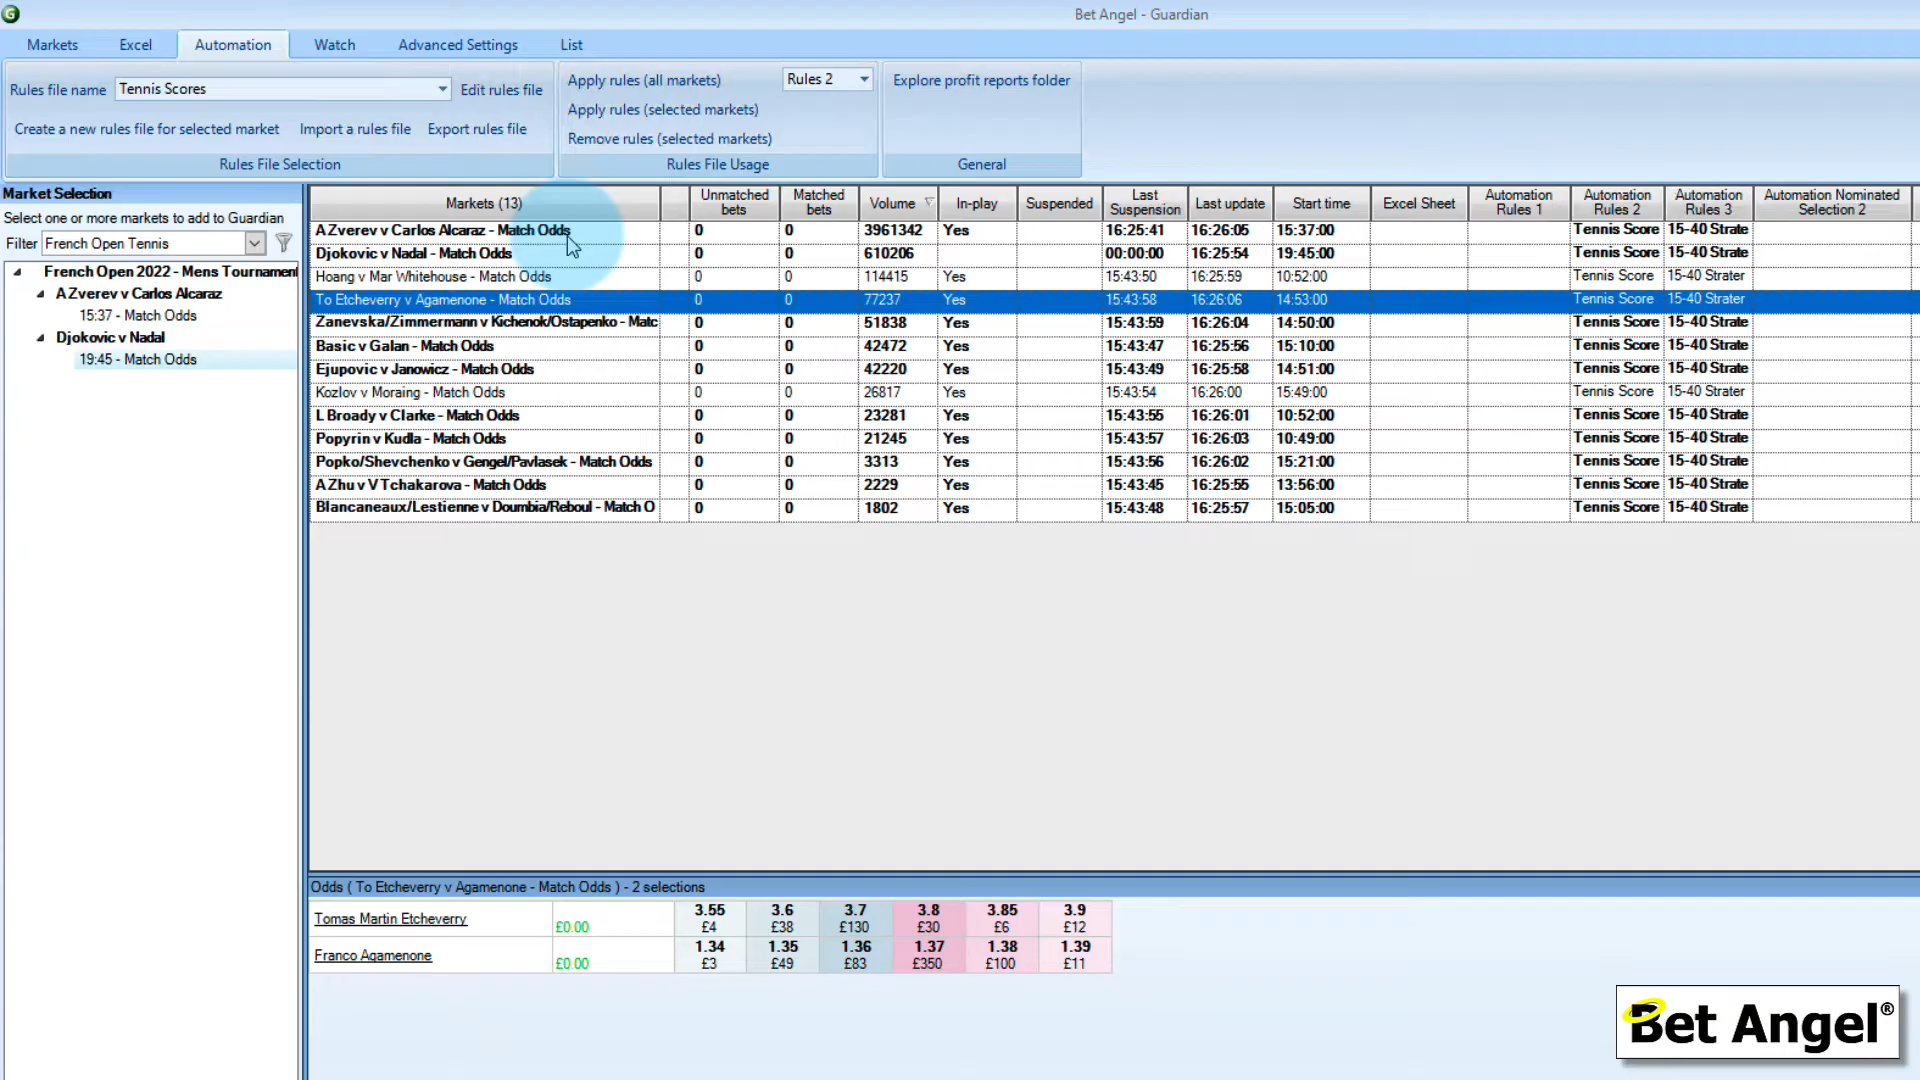 Bet Angel - Guardian
Markets Excel Automation Watch Advanced Settings List
Rules file name Tennis Scores Edit rules file
Create a new rules file for selected market Import a rules file Export rules file
Rules File Selection
Apply rules (all markets) Rules 2
Apply rules (selected markets)
Remove rules (selected markets)
Rules File Usage
Explore profit reports folder
General
Market Selection
Select one or more markets to add to Guardian
Filter French Open Tennis
French Open 2022 - Mens Tournament
A Zverev v Carlos Alcaraz
15:37 - Match Odds
Djokovic v Nadal
19:45 - Match Odds
Markets (13) Unmatched bets Matched bets Volume In-play Suspended Last Suspension Last update Start time Excel Sheet Automation Rules 1 Automation Rules 2 Automation Rules 3 Automation Nominated Selection 2
A Zverev v Carlos Alcaraz - Match Odds 0 0 3961342 Yes 16:25:41 16:26:05 15:37:00 Tennis Score 15-40 Strate
Djokovic v Nadal - Match Odds 0 0 610206 00:00:00 16:25:54 19:45:00 Tennis Score 15-40 Strate
Hoang v Mar Whitehouse - Match Odds 0 0 114415 Yes 15:43:50 16:25:59 10:52:00 Tennis Score 15-40 Strater
To Etcheverry v Agamenone - Match Odds 0 0 77237 Yes 15:43:58 16:26:06 14:53:00 Tennis Score 15-40 Strater
Zanevska/Zimmermann v Kichenok/Ostapenko - Matc 0 0 51838 Yes 15:43:59 16:26:04 14:50:00 Tennis Score 15-40 Strate
Basic v Galan - Match Odds 0 0 42472 Yes 15:43:47 16:25:56 15:10:00 Tennis Score 15-40 Strate
Ejupovic v Janowicz - Match Odds 0 0 42220 Yes 15:43:49 16:25:58 14:51:00 Tennis Score 15-40 Strate
Kozlov v Moraing - Match Odds 0 0 26817 Yes 15:43:54 16:26:00 15:49:00 Tennis Score 15-40 Strater
L Broady v Clarke - Match Odds 0 0 23281 Yes 15:43:55 16:26:01 10:52:00 Tennis Score 15-40 Strate
Popyrin v Kudla - Match Odds 0 0 21245 Yes 15:43:57 16:26:03 10:49:00 Tennis Score 15-40 Strate
Popko/Shevchenko v Gengel/Pavlasek - Match Odds 0 0 3313 Yes 15:43:56 16:26:02 15:21:00 Tennis Score 15-40 Strate
A Zhu v V Tchakarova - Match Odds 0 0 2229 Yes 15:43:45 16:25:55 13:56:00 Tennis Score 15-40 Strate
Blancaneaux/Lestienne v Doumbia/Reboul - Match O 0 0 1802 Yes 15:43:48 16:25:57 15:05:00 Tennis Score 15-40 Strate
Odds ( To Etcheverry v Agamenone - Match Odds ) - 2 selections
3.55 3.6 3.7 3.8 3.85 3.9
Tomas Martin Etcheverry £0.00 £4 £38 £130 £30 £6 £12
1.34 1.35 1.36 1.37 1.38 1.39
Franco Agamenone £0.00 £3 £49 £83 £350 £100 £11
Bet Angel®